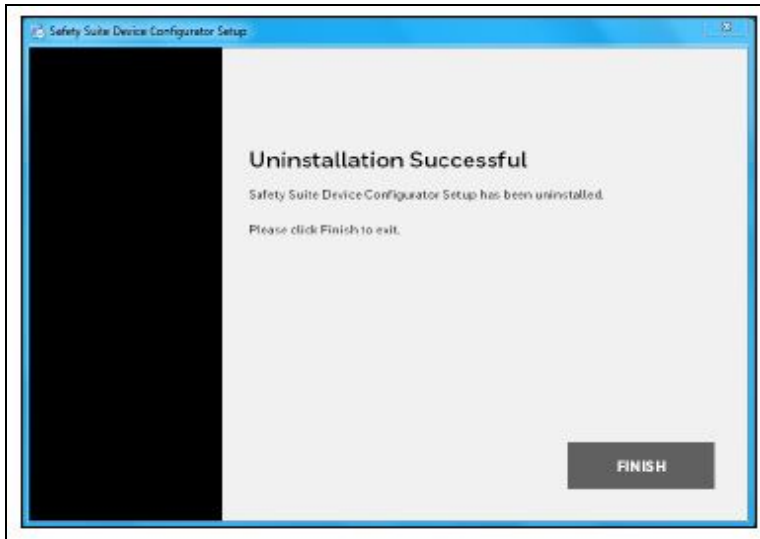 Safety Suite Device Configurator Setup
Uninstallation Successful
Safety Suite Device Configurator Setup has been uninstalled.
Please click Finish to exit.
FINISH